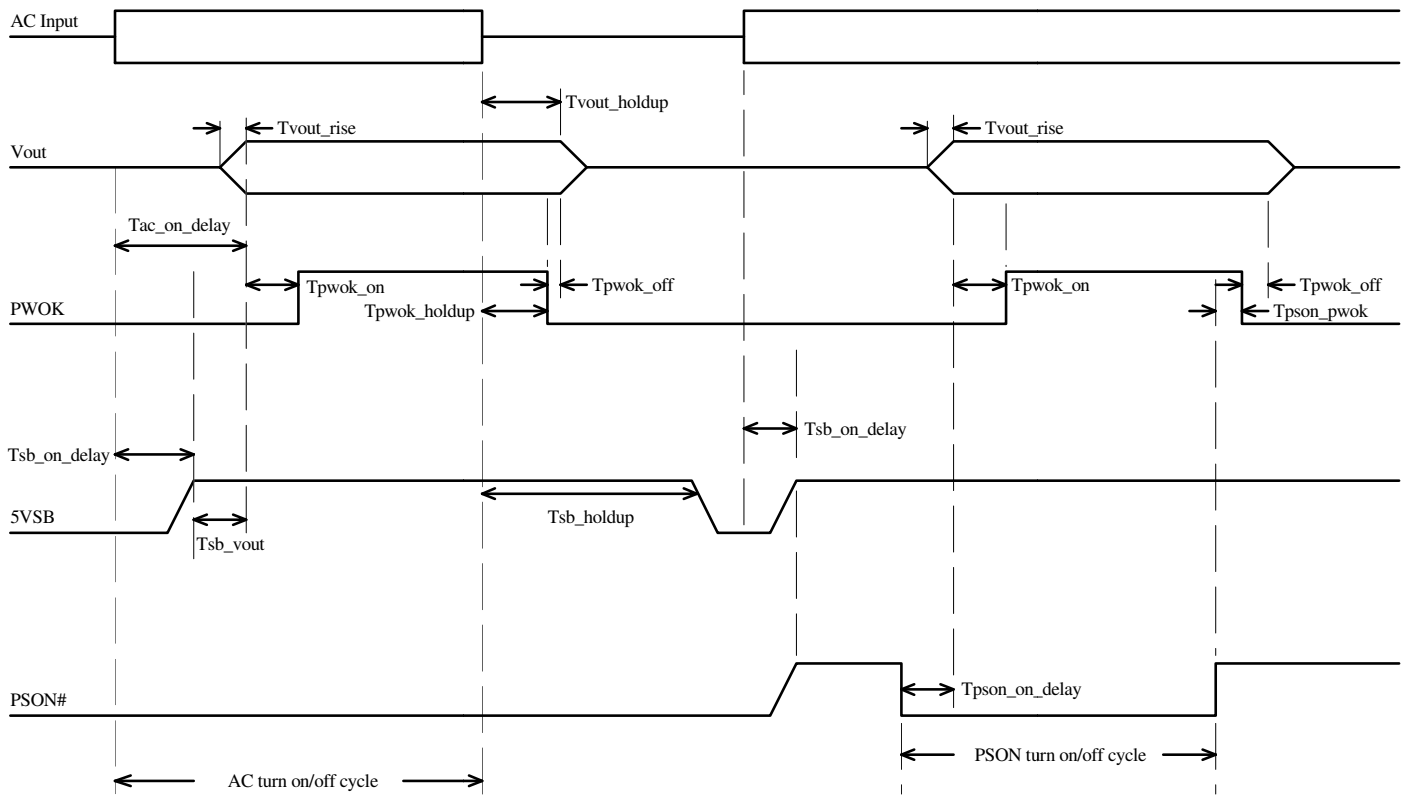 AC Input
Tvout_holdup
Tvout_rise
Tvout_rise
Vout
Tac_on_delay
Tpwok_on
Tpwok_off
Tpwok_on
Tpwok_off
PWOK
Tpwok_holdup
Tpson_pwok
Tsb_on_delay
Tsb_on_delay
5VSB
Tsb_holdup
Tsb_vout
Tpson_on_delay
PSON#
PSON turn on/off cycle
AC turn on/off cycle